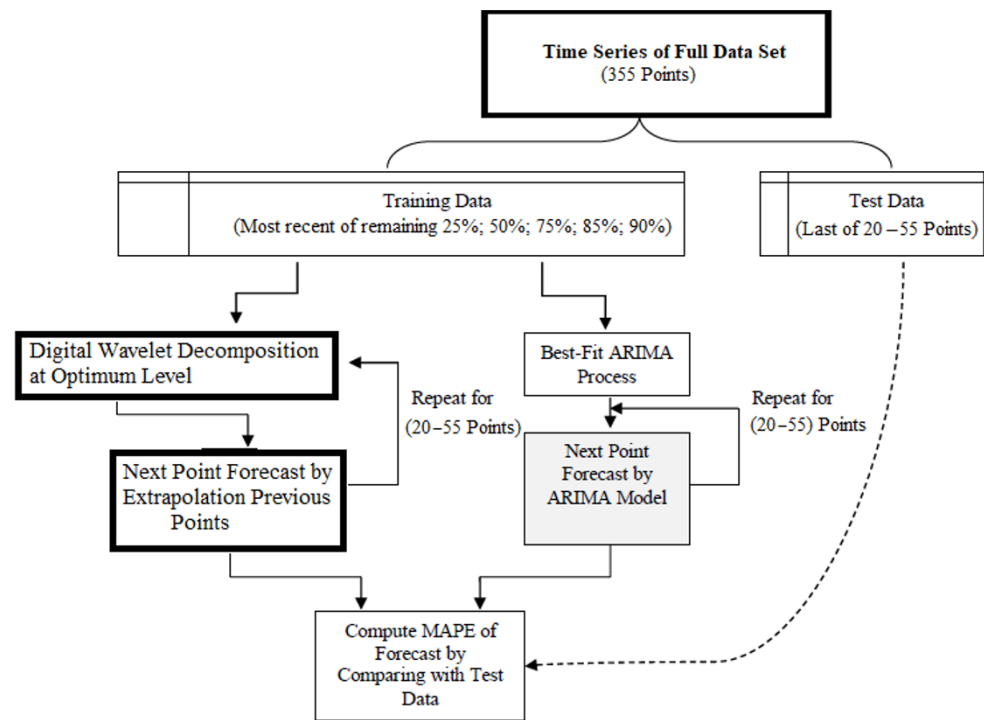 Time Series of Full Data Set
(355 Points)
Training Data
(Most recent of remaining 25%; 50%; 75%; 85%; 90%)
Test Data
(Last of 20 – 55 Points)
Digital Wavelet Decomposition
at Optimum Level
Repeat for
(20–55 Points)
Next Point Forecast by
Extrapolation Previous
Points
Best-Fit ARIMA
Process
Repeat for
(20–55) Points
Next Point
Forecast by
ARIMA Model
Compute MAPE of
Forecast by
Comparing with Test
Data